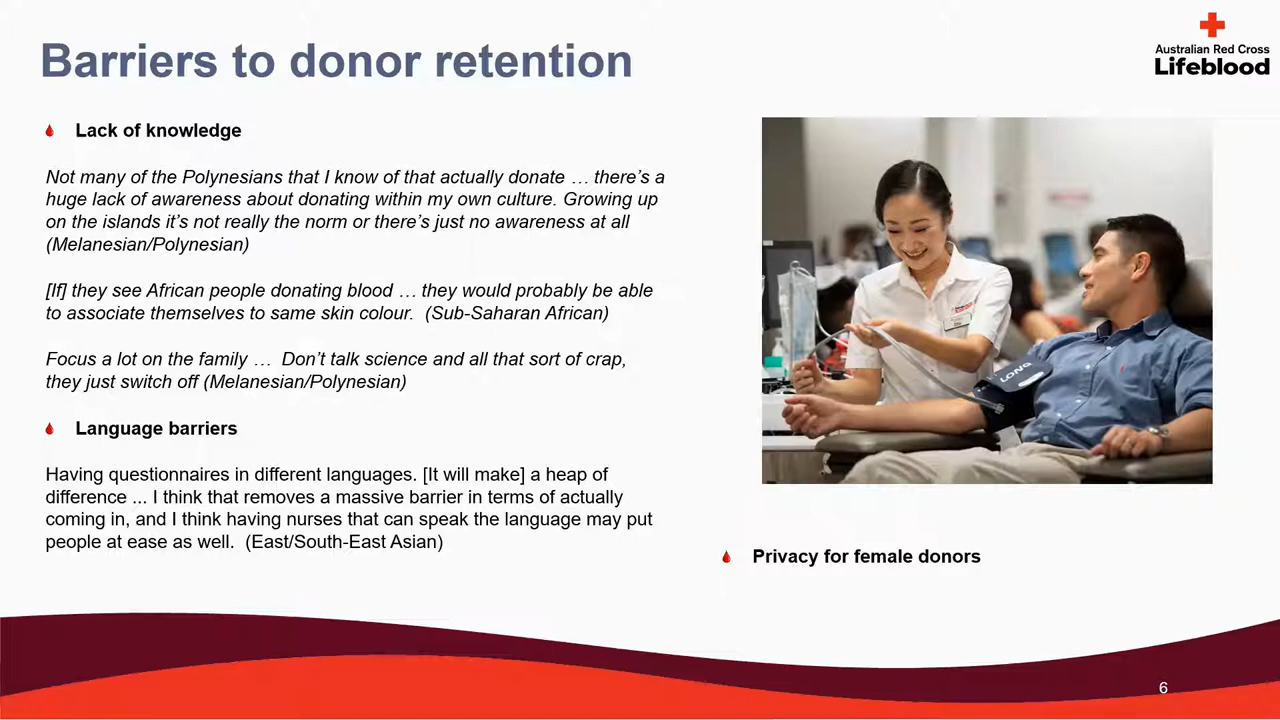 Barriers to donor retention
Australian Red Cross
Lifeblood
Lack of knowledge
Not many of the Polynesians that I know of that actually donate … there’s a
huge lack of awareness about donating within my own culture. Growing up
on the islands it’s not really the norm or there’s just no awareness at all
(Melanesian/Polynesian)
[If] they see African people donating blood … they would probably be able
to associate themselves to same skin colour.  (Sub-Saharan African)
Focus a lot on the family …  Don’t talk science and all that sort of crap,
they just switch off (Melanesian/Polynesian)
Language barriers
Having questionnaires in different languages. [It will make] a heap of
difference ... I think that removes a massive barrier in terms of actually
coming in, and I think having nurses that can speak the language may put
people at ease as well.  (East/South-East Asian)
LONG
Privacy for female donors
6